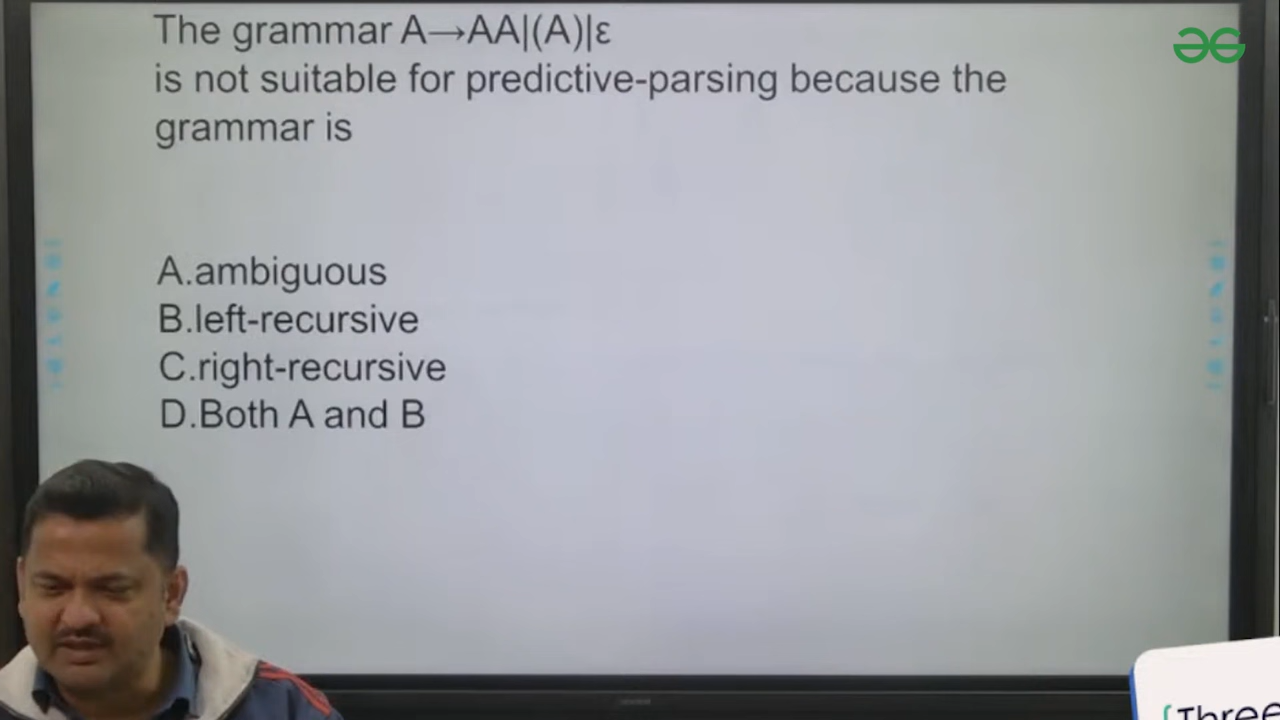 The grammar A→AA|(A)|ε
is not suitable for predictive-parsing because the
grammar is
A.ambiguous
B.left-recursive
C.right-recursive
D.Both A and B
{Three